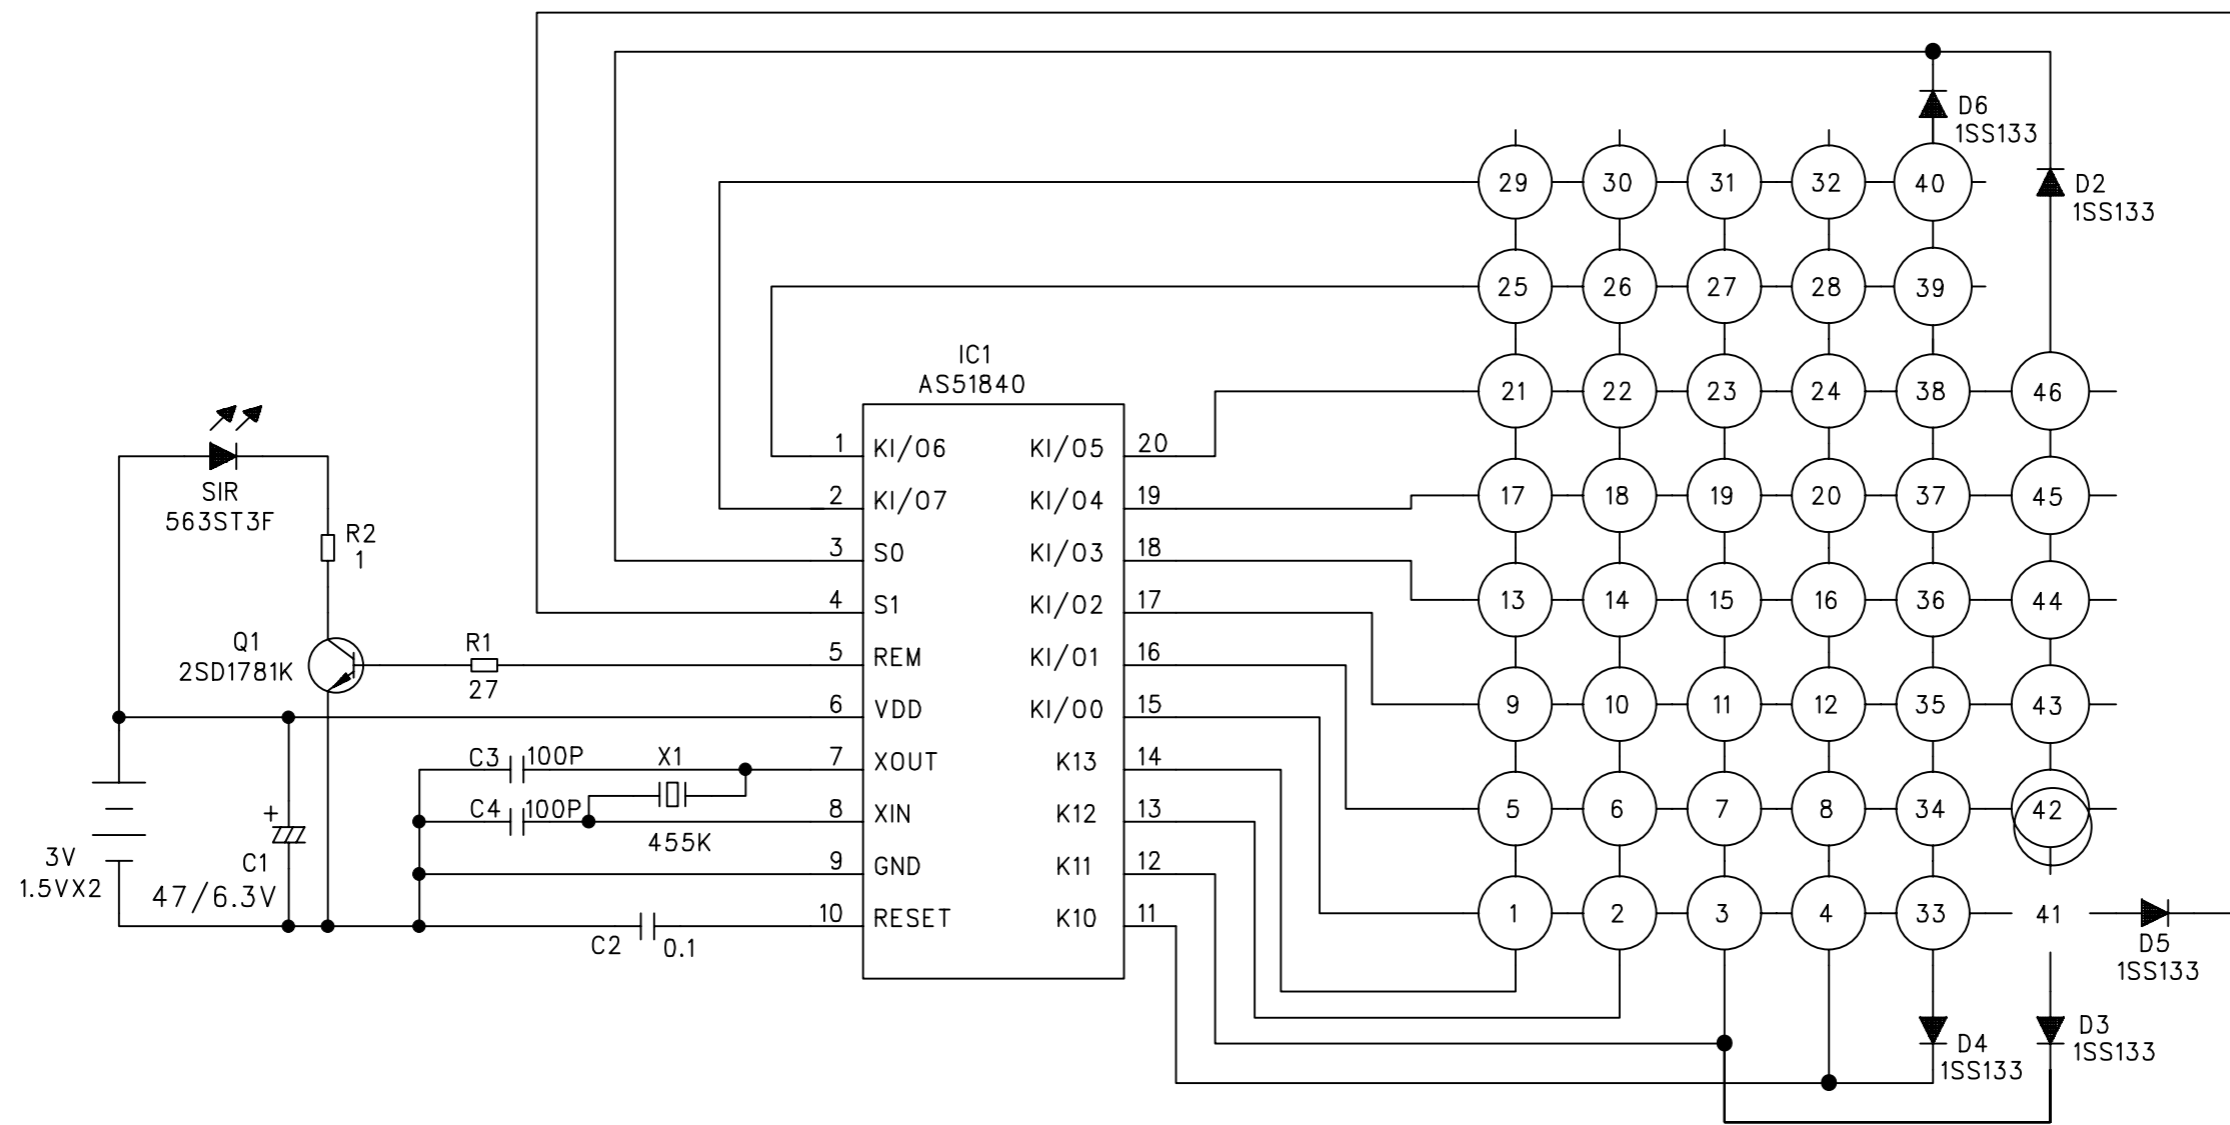 D6
1SS133
29 30 31 32 40
D2
1SS133
25 26 27 28 39
IC1
AS51840
21 22 23 24 38 46
SIR
563ST3F
1 KI/O6 KI/O5 20
2 KI/O7 KI/O4 19
3 S0 KI/O3 18
4 S1 KI/O2 17
5 REM KI/O1 16
6 VDD KI/O0 15
7 XOUT K13 14
8 XIN K12 13
9 GND K11 12
10 RESET K10 11
17 18 19 20 37 45
R2
1
13 14 15 16 36 44
Q1
2SD1781K
R1
27
9 10 11 12 35 43
C3 100P
X1
C4 100P
455K
5 6 7 8 34 42
+
3V
1.5VX2
C1
47/6.3V
C2
0.1
1 2 3 4 33 41
D5
1SS133
D4
1SS133
D3
1SS133